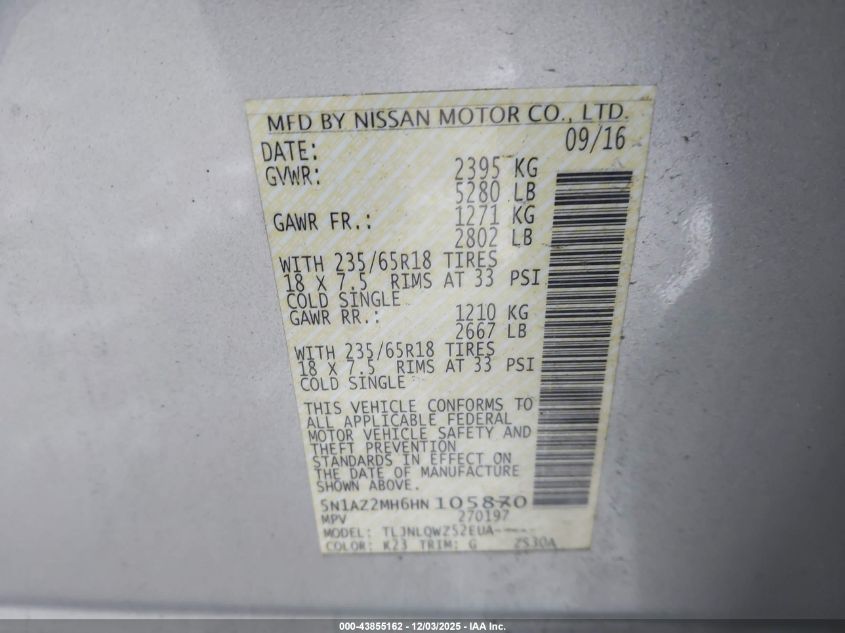 MFD BY NISSAN MOTOR CO., LTD.
DATE: 09/16
GVWR: 2395 KG
5280 LB
GAWR FR.: 1271 KG
2802 LB
WITH 235/65R18 TIRES
18 X 7.5 RIMS AT 33 PSI
COLD SINGLE
GAWR RR.: 1210 KG
2667 LB
WITH 235/65R18 TIRES
18 X 7.5 RIMS AT 33 PSI
COLD SINGLE
THIS VEHICLE CONFORMS TO
ALL APPLICABLE FEDERAL
MOTOR VEHICLE SAFETY AND
THEFT PREVENTION
STANDARDS IN EFFECT ON
THE DATE OF MANUFACTURE
SHOWN ABOVE.
5N1AZ2MH6HN105870
MPV 270197
MODEL: TLJNLQWZ52EUA-----
COLOR: K23 TRIM: G ZS30A
000-43855162 - 12/03/2025 - IAA Inc.